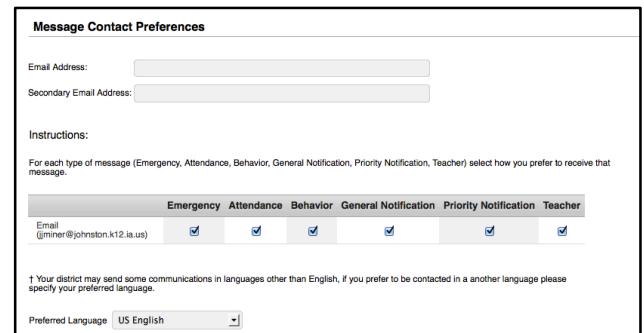 Message Contact Preferences
Email Address:
Secondary Email Address:
Instructions:
For each type of message (Emergency, Attendance, Behavior, General Notification, Priority Notification, Teacher) select how you prefer to receive that
message.
Emergency Attendance Behavior General Notification Priority Notification Teacher
Email
(jjminer@johnston.k12.ia.us)
† Your district may send some communications in languages other than English, if you prefer to be contacted in a another language please
specify your preferred language.
Preferred Language US English